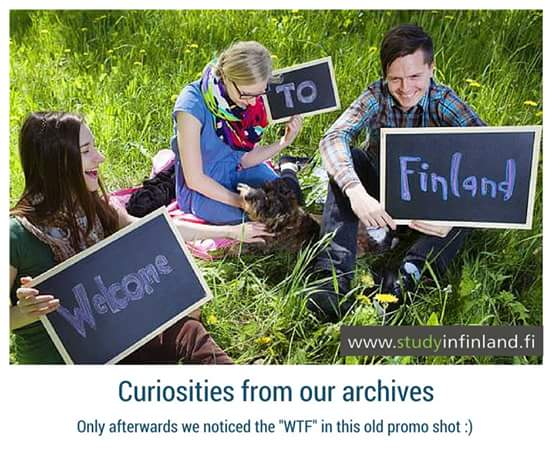 Welcome
TO
Finland
www.studyinfinland.fi
Curiosities from our archives
Only afterwards we noticed the "WTF" in this old promo shot :)